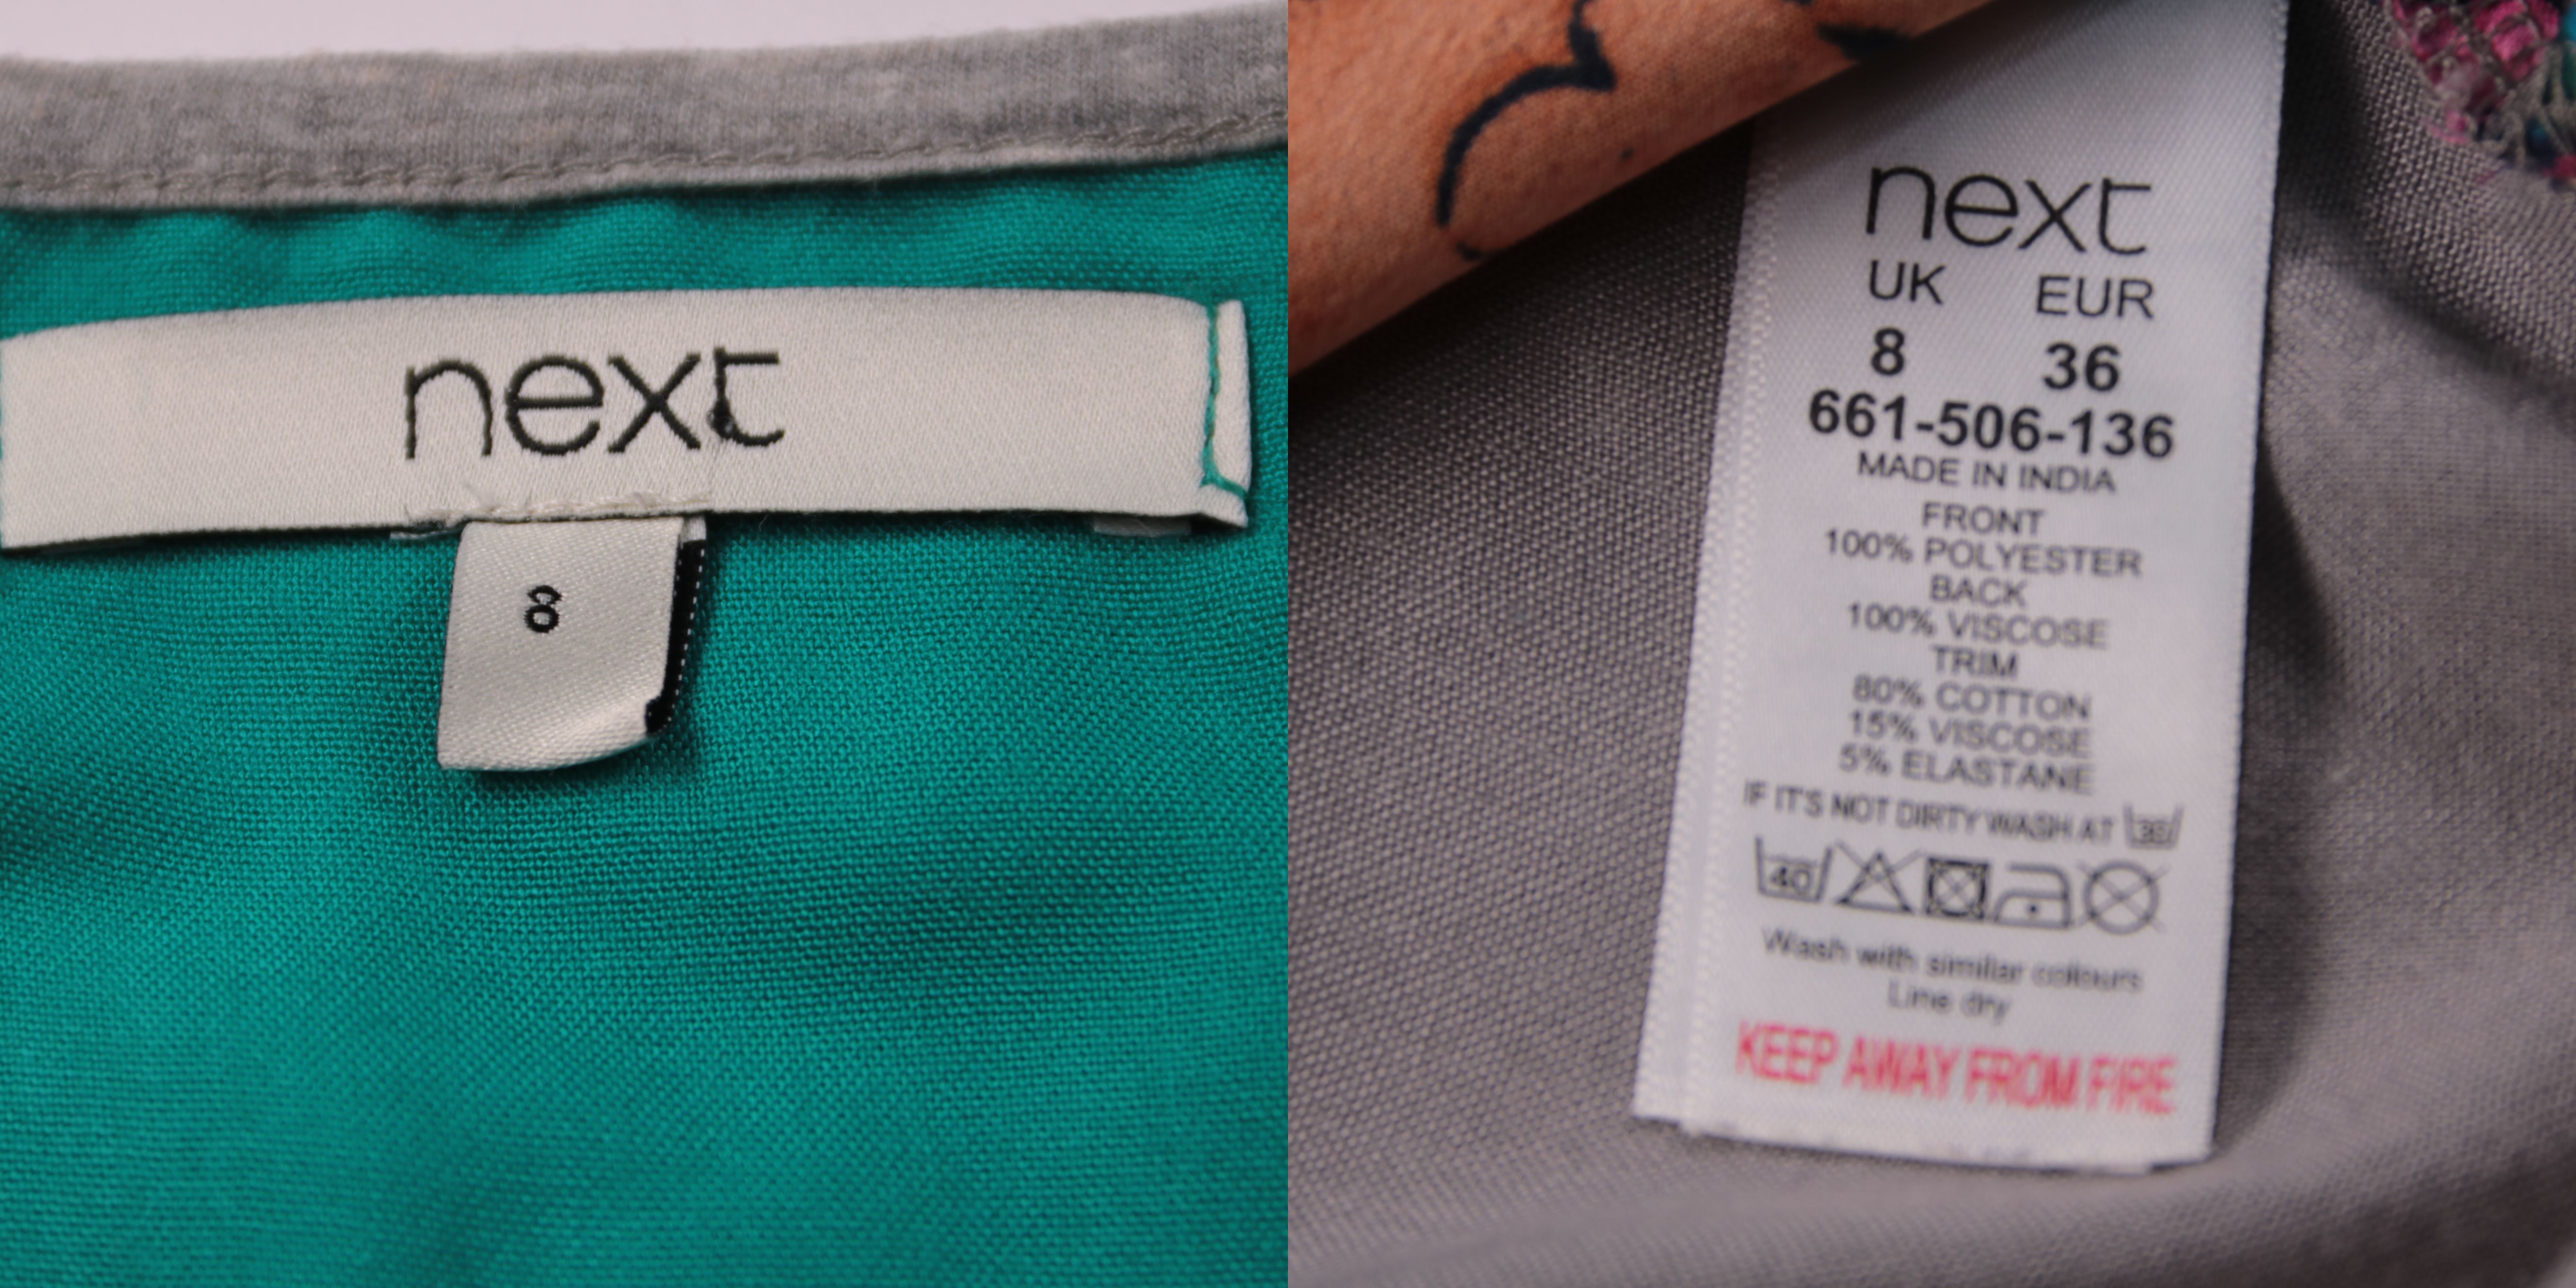 next
8
next
UK EUR
8 36
661-506-136
MADE IN INDIA
FRONT
100% POLYESTER
BACK
100% VISCOSE
TRIM
80% COTTON
15% VISCOSE
5% ELASTANE
IF IT'S NOT DIRTY WASH AT 30
40
Wash with similar colours
Line dry
KEEP AWAY FROM FIRE